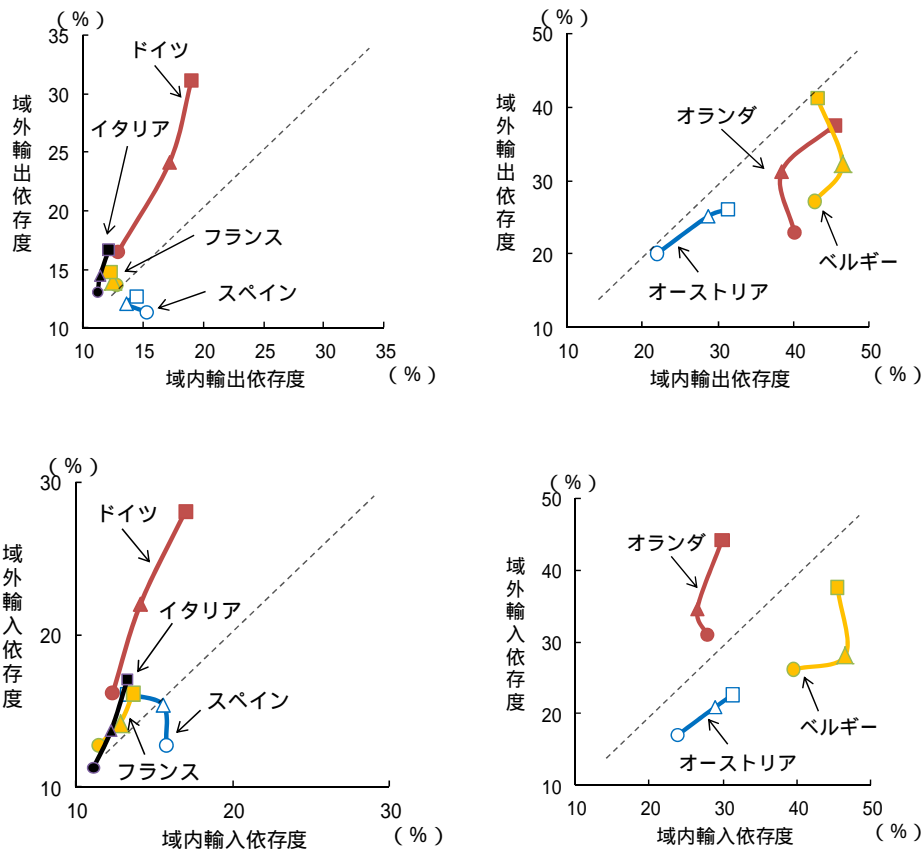 (%)
35
30
25
20
15
10
域外輸出依存度
ドイツ
イタリア
フランス
スペイン
10 15 20 25 30 35
域内輸出依存度
(%)
(%)
50
40
30
20
10
域外輸出依存度
オランダ
ベルギー
オーストリア
10 20 30 40 50
域内輸出依存度
(%)
(%)
30
20
10
域外輸入依存度
ドイツ
イタリア
スペイン
フランス
10 20 30
域内輸入依存度
(%)
(%)
50
40
30
20
10
域外輸入依存度
オランダ
ベルギー
オーストリア
10 20 30 40 50
域内輸入依存度
(%)